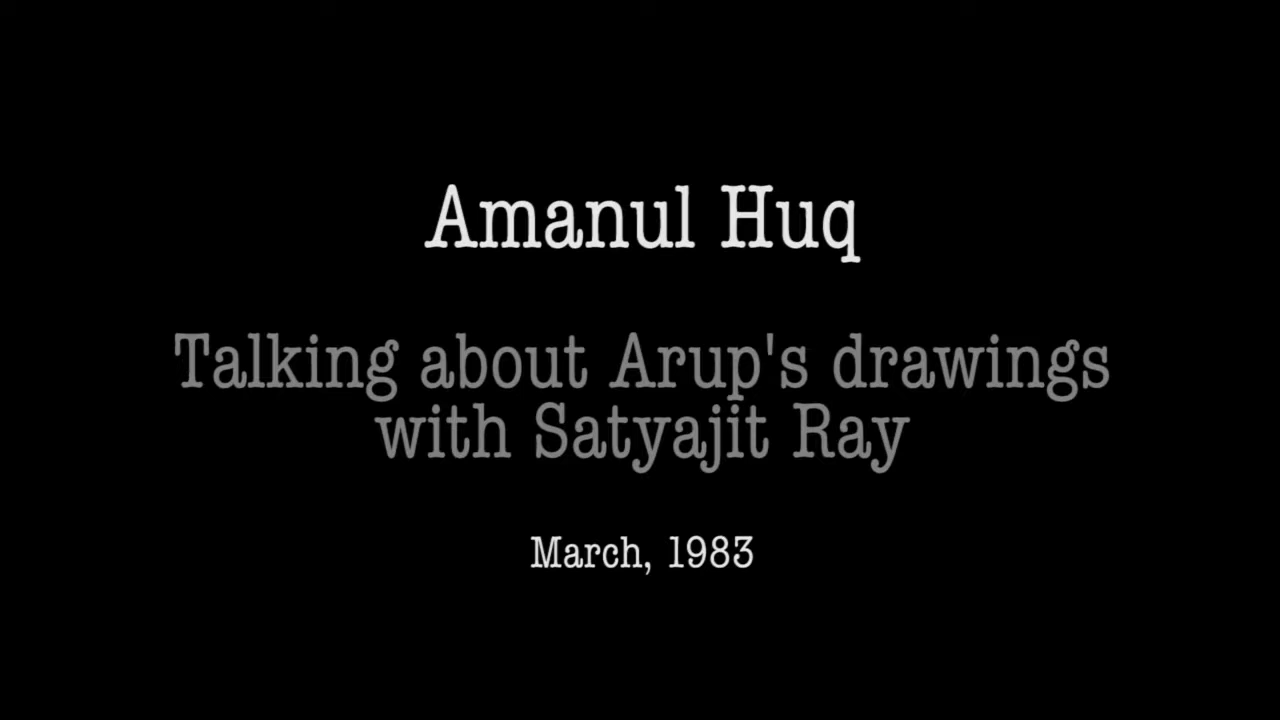 Amanul Huq
Talking about Arup's drawings
with Satyajit Ray
March, 1983